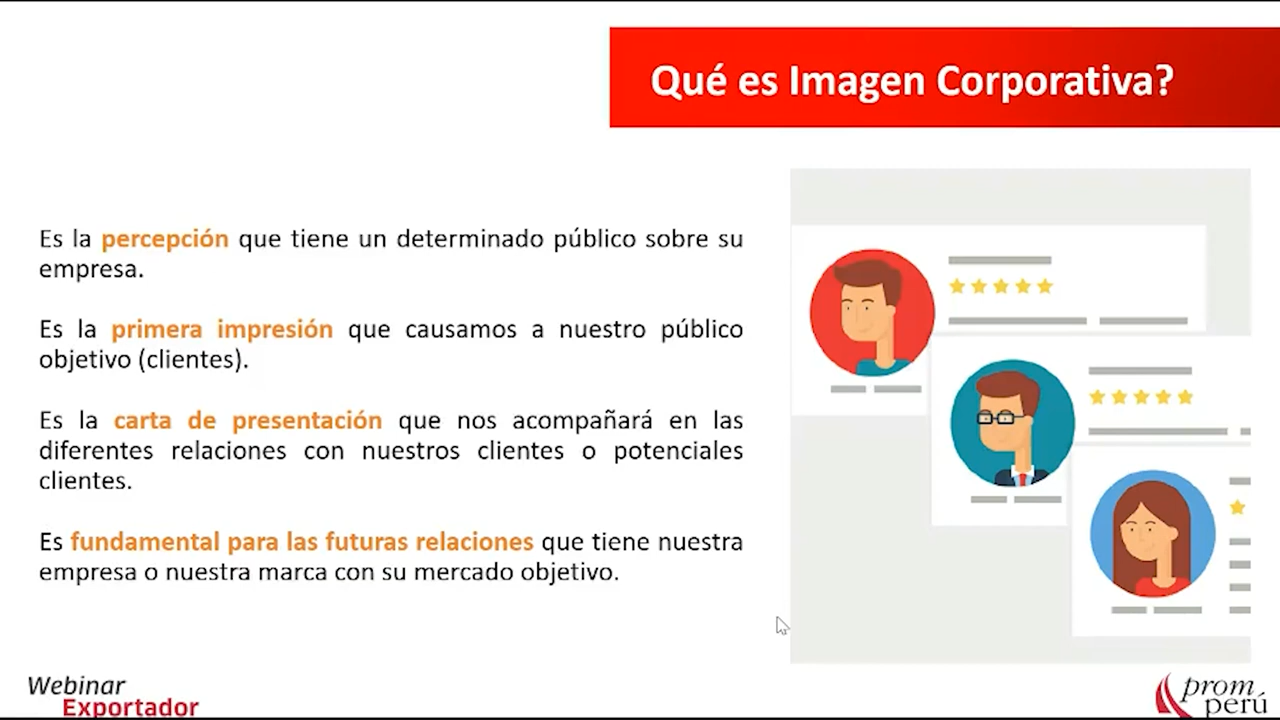 Qué es Imagen Corporativa?
Es la percepción que tiene un determinado público sobre su
empresa.
Es la primera impresión que causamos a nuestro público
objetivo (clientes).
Es la carta de presentación que nos acompañará en las
diferentes relaciones con nuestros clientes o potenciales
clientes.
Es fundamental para las futuras relaciones que tiene nuestra
empresa o nuestra marca con su mercado objetivo.
Webinar
Exportador
prom
perú